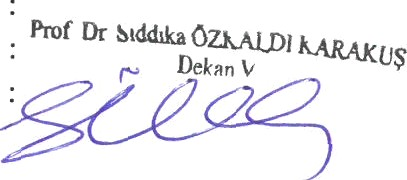 Prof Dr Sıddıka ÖZKALDI KARAKUŞ
Dekan V